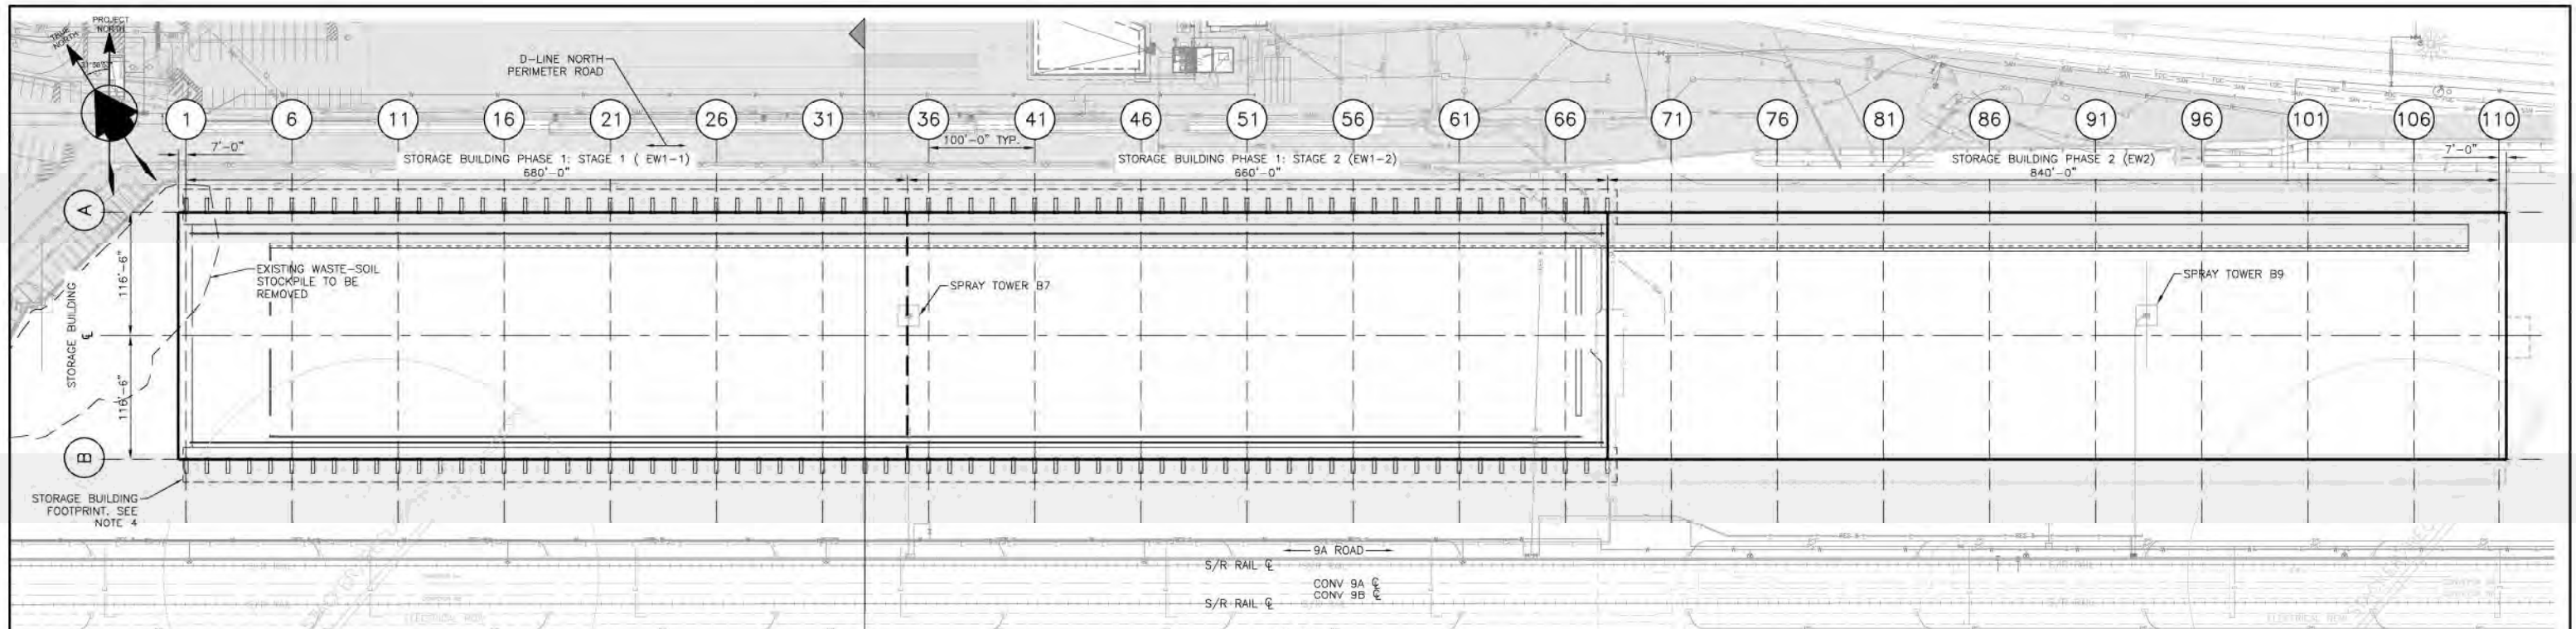 PROJECT
NORTH
TRUE
NORTH
D-LINE NORTH
PERIMETER ROAD
1
6
11
16
21
26
31
36
41
46
51
56
61
66
71
76
81
86
91
96
101
106
110
7'-0"
STORAGE BUILDING PHASE 1: STAGE 1 ( EW1-1)
680'-0"
100'-0" TYP.
STORAGE BUILDING PHASE 1: STAGE 2 (EW1-2)
660'-0"
STORAGE BUILDING PHASE 2 (EW2)
840'-0"
7'-0"
A
116'-6"
STORAGE BUILDING
℄
116'-6"
B
EXISTING WASTE-SOIL
STOCKPILE TO BE
REMOVED
SPRAY TOWER B7
SPRAY TOWER B9
STORAGE BUILDING
FOOTPRINT. SEE
NOTE 4
9A ROAD
S/R RAIL ℄
CONV 9A ℄
CONV 9B ℄
S/R RAIL ℄